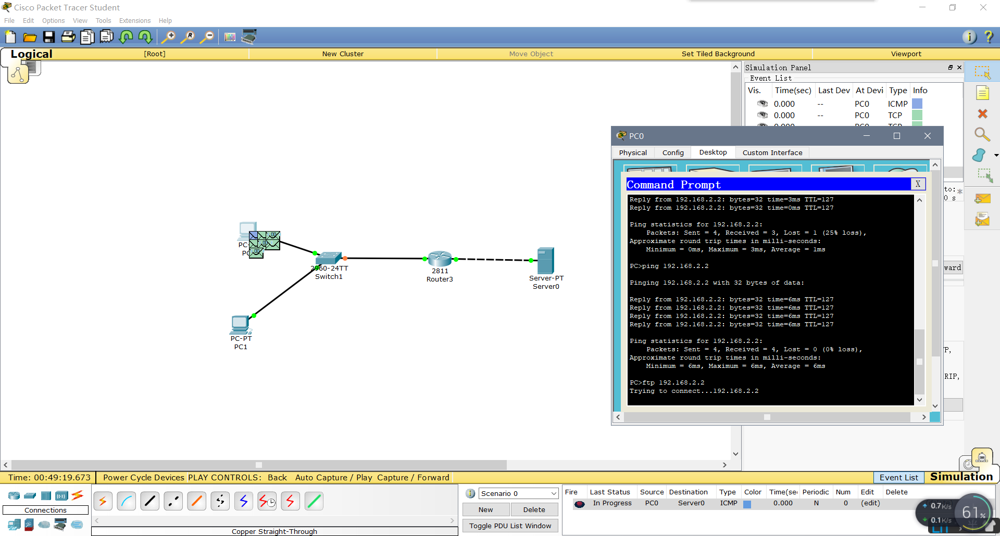 Cisco Packet Tracer Student
File Edit Options View Tools Extensions Help
Logical [Root] New Cluster Move Object Set Tiled Background Viewport
Simulation Panel
Event List
Vis. Time(sec) Last Dev At Devi Type Info
0.000 -- PC0 ICMP
0.000 -- PC0 TCP
PC0
Physical Config Desktop Custom Interface
Command Prompt X
Reply from 192.168.2.2: bytes=32 time=3ms TTL=127
Reply from 192.168.2.2: bytes=32 time=0ms TTL=127
Ping statistics for 192.168.2.2:
Packets: Sent = 4, Received = 3, Lost = 1 (25% loss),
Approximate round trip times in milli-seconds:
Minimum = 0ms, Maximum = 3ms, Average = 1ms
PC>ping 192.168.2.2
Pinging 192.168.2.2 with 32 bytes of data:
Reply from 192.168.2.2: bytes=32 time=6ms TTL=127
Reply from 192.168.2.2: bytes=32 time=6ms TTL=127
Reply from 192.168.2.2: bytes=32 time=6ms TTL=127
Reply from 192.168.2.2: bytes=32 time=6ms TTL=127
Ping statistics for 192.168.2.2:
Packets: Sent = 4, Received = 4, Lost = 0 (0% loss),
Approximate round trip times in milli-seconds:
Minimum = 6ms, Maximum = 6ms, Average = 6ms
PC>ftp 192.168.2.2
Trying to connect...192.168.2.2
to:
0 s
ward
P,
RIP,
PC-
PC
2960-24TT
Switch1
2811
Router3
Server-PT
Server0
PC-PT
PC1
Time: 00:49:19.673 Power Cycle Devices PLAY CONTROLS: Back Auto Capture / Play Capture / Forward Event List Simulation
Connections
Copper Straight-Through
Scenario 0
New Delete
Toggle PDU List Window
Fire Last Status Source Destination Type Color Time(sec Periodic Num Edit Delete
In Progress PC0 Server0 ICMP 0.000 N 0 (edit)
0.7K/s
0.1K/s
61%